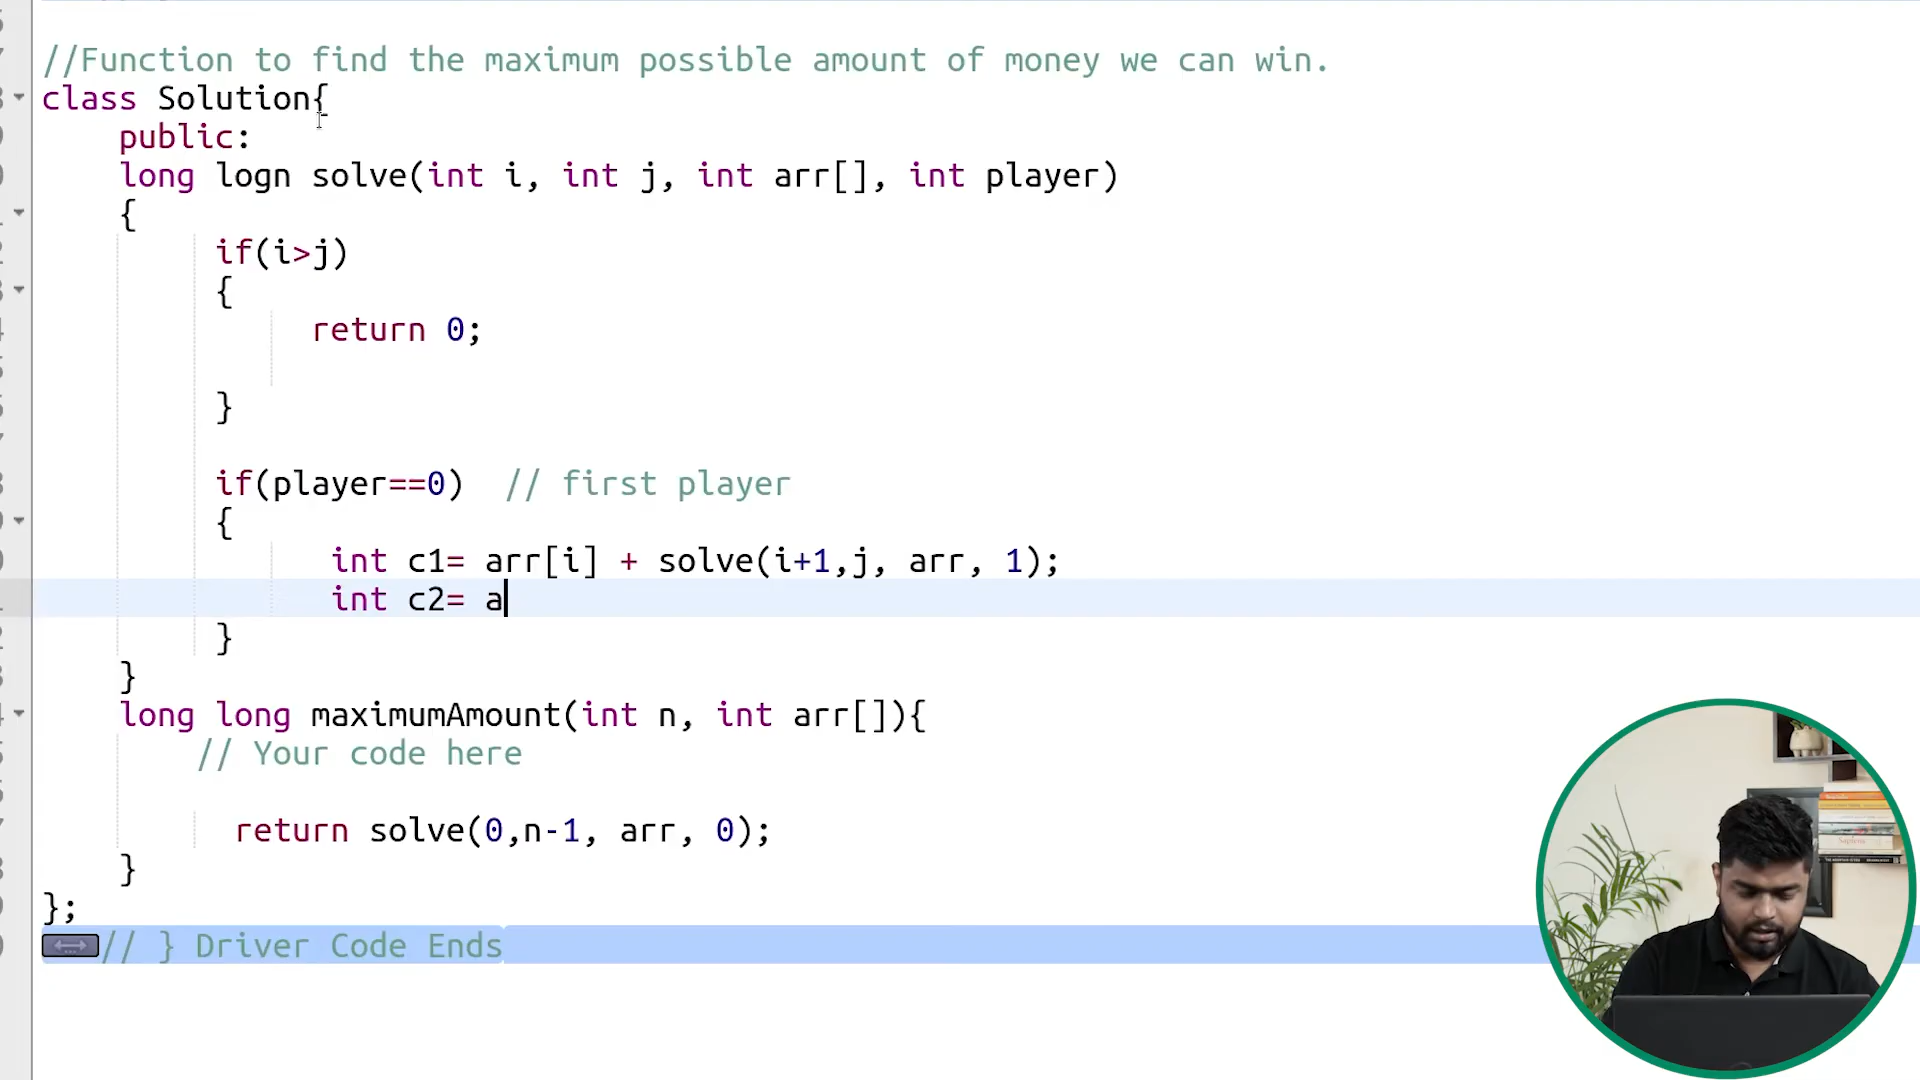 //Function to find the maximum possible amount of money we can win.
class Solution{
public:
long logn solve(int i, int j, int arr[], int player)
{
if(i>j)
{
return 0;
}
if(player==0) // first player
{
int c1= arr[i] + solve(i+1,j, arr, 1);
int c2= a
}
}
long long maximumAmount(int n, int arr[]){
// Your code here
return solve(0,n-1, arr, 0);
}
};
// } Driver Code Ends